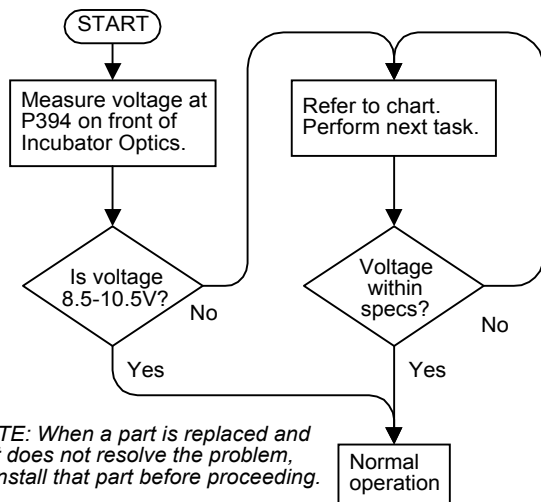 START
Measure voltage at
P394 on front of
Incubator Optics.
Is voltage
8.5-10.5V?
No
Yes
Refer to chart.
Perform next task.
Voltage
within
specs?
No
Yes
Normal
operation
TE: When a part is replaced and
t does not resolve the problem,
nstall that part before proceeding.